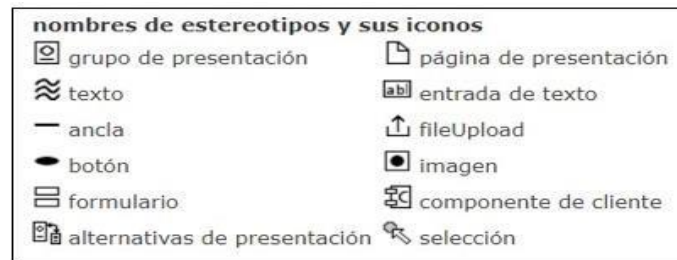 nombres de estereotipos y sus iconos
grupo de presentación página de presentación
texto abl entrada de texto
ancla fileUpload
botón imagen
formulario componente de cliente
alternativas de presentación selección